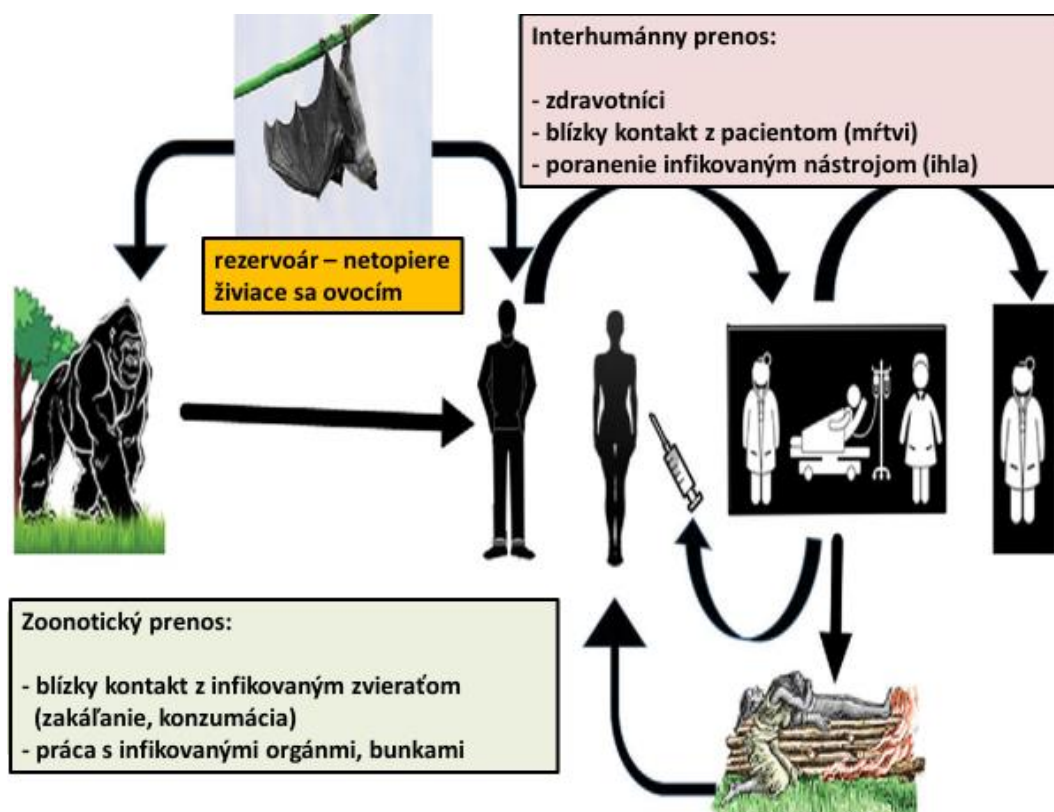 Interhumánny prenos:
- zdravotníci
- blízky kontakt z pacientom (mŕtvi)
- poranenie infikovaným nástrojom (ihla)
rezervoár – netopiere
živiace sa ovocím
Zoonotický prenos:
- blízky kontakt z infikovaným zvieraťom
(zakáľanie, konzumácia)
- práca s infikovanými orgánmi, bunkami